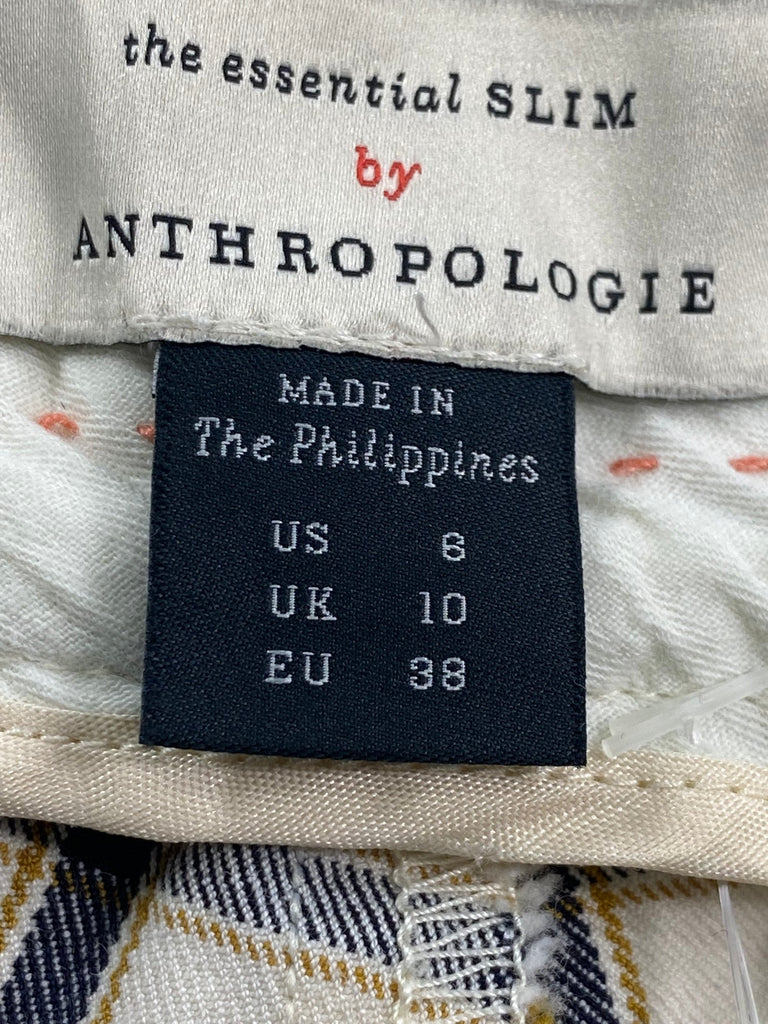 the essential SLIM
by
ANTHROPOLOGIE
MADE IN
The Philippines
US 6
UK 10
EU 38